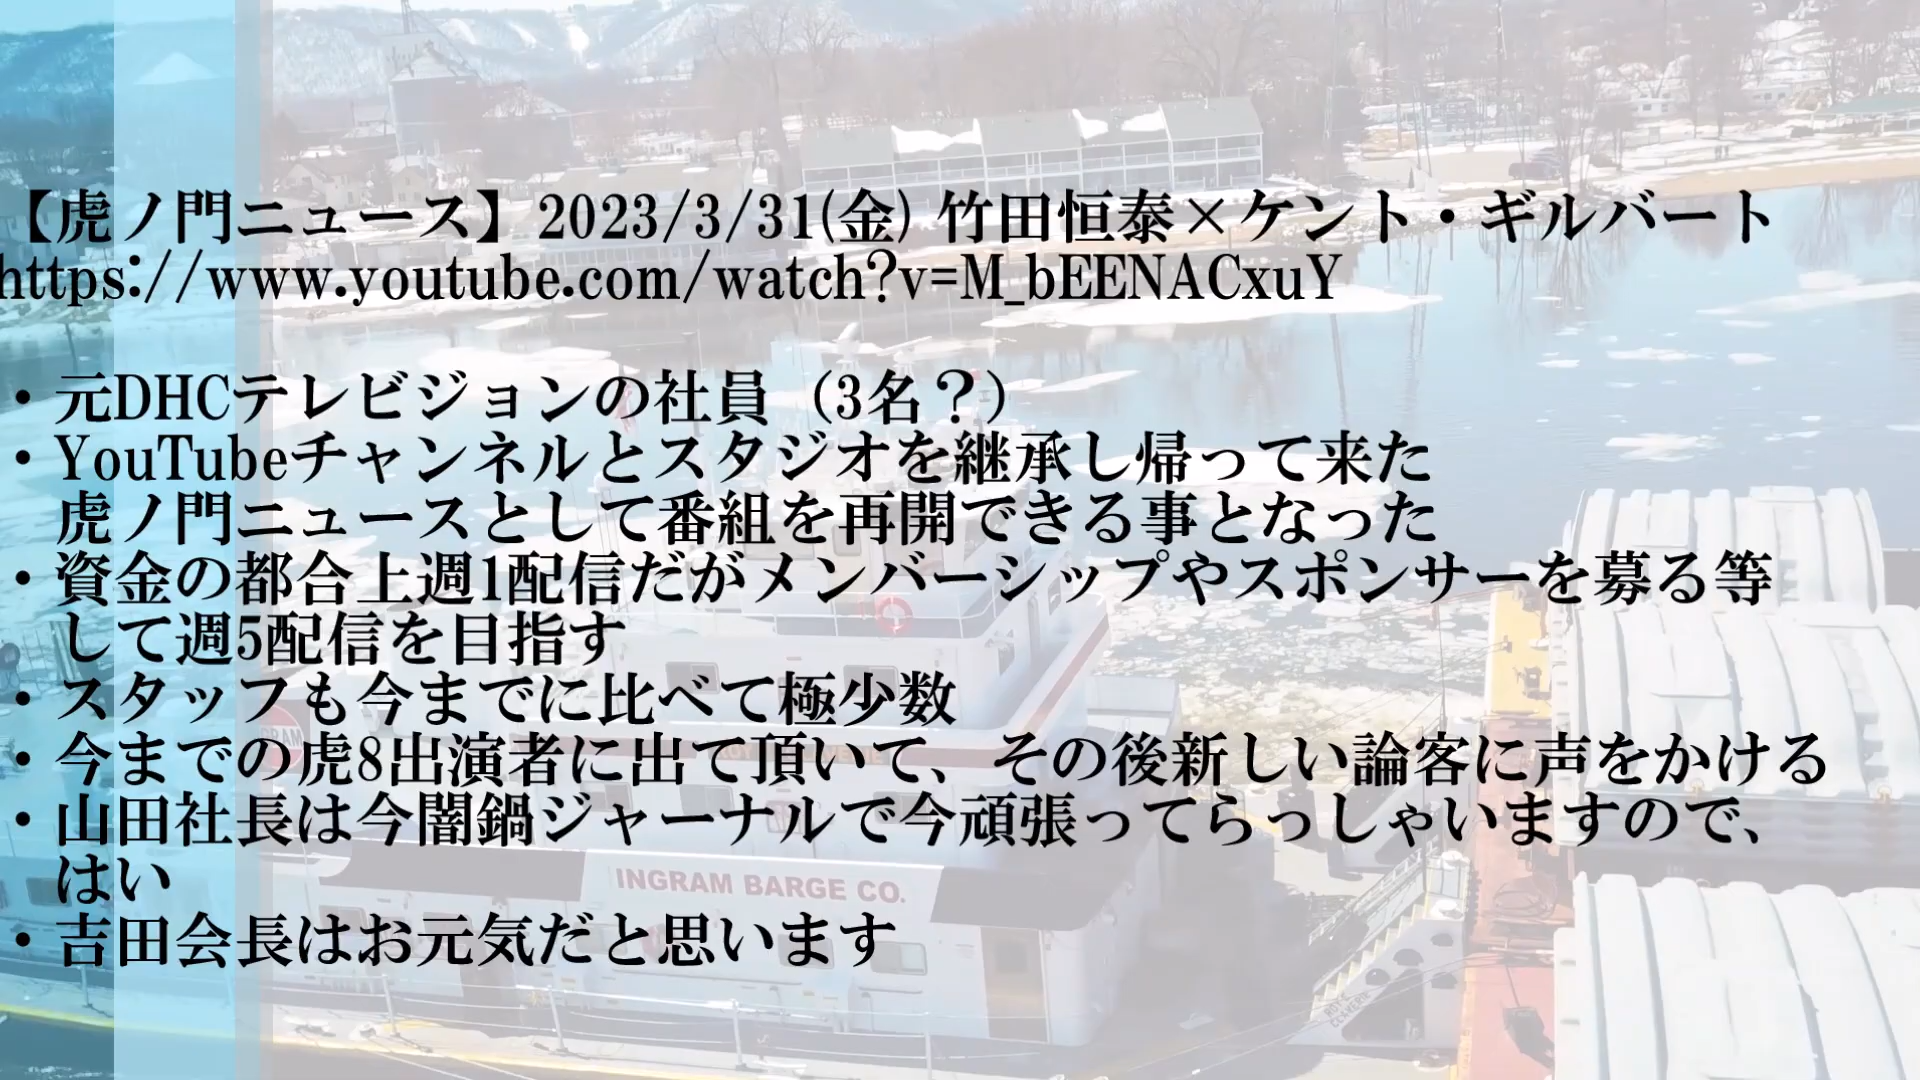 【虎ノ門ニュース】2023/3/31(金) 竹田恒泰×ケント・ギルバート
https://www.youtube.com/watch?v=M_bEENACxuY
・元DHCテレビジョンの社員（3名？）
・YouTubeチャンネルとスタジオを継承し帰って来た
虎ノ門ニュースとして番組を再開できる事となった
・資金の都合上週1配信だがメンバーシップやスポンサーを募る等
して週5配信を目指す
・スタッフも今までに比べて極少数
・今までの虎8出演者に出て頂いて、その後新しい論客に声をかける
・山田社長は今闇鍋ジャーナルで今頑張ってらっしゃいますので、
はい
INGRAM BARGE CO.
・吉田会長はお元気だと思います